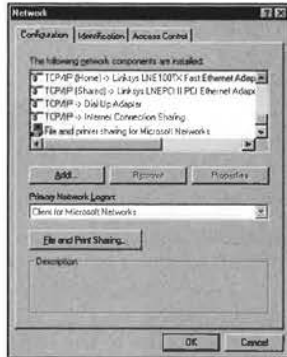 Network
Configuration Identification Access Control
The following network components are installed:
TCP/IP (Home) -> Linksys LNE100TX Fast Ethernet Adap
TCP/IP (Shared) -> Linksys LNEPCI II PCI Ethernet Adapt
TCP/IP -> Dial-Up Adapter
TCP/IP -> Internet Connection Sharing
File and printer sharing for Microsoft Networks
Add... Remove Properties
Primary Network Logon:
Client for Microsoft Networks
File and Print Sharing...
Description
OK Cancel